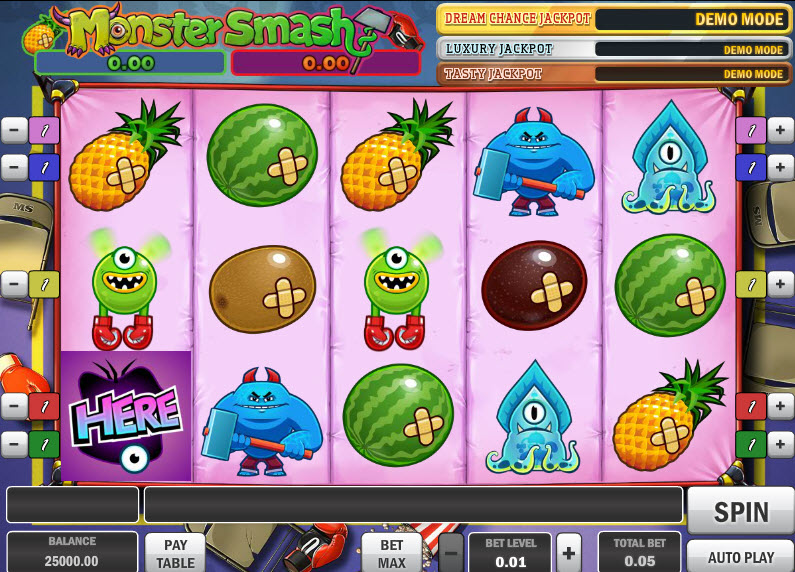 Monster Smash
0.00 0.00
DREAM CHANCE JACKPOT DEMO MODE
LUXURY JACKPOT DEMO MODE
TASTY JACKPOT DEMO MODE
- 1 1 +
- 1 1 +
MS MS
- 1 1 +
HERE
- 1 1 +
- 1 1 +
SPIN
BALANCE
25000.00
PAY
TABLE
BET
MAX
-
BET LEVEL
0.01
+
TOTAL BET
0.05
AUTO PLAY